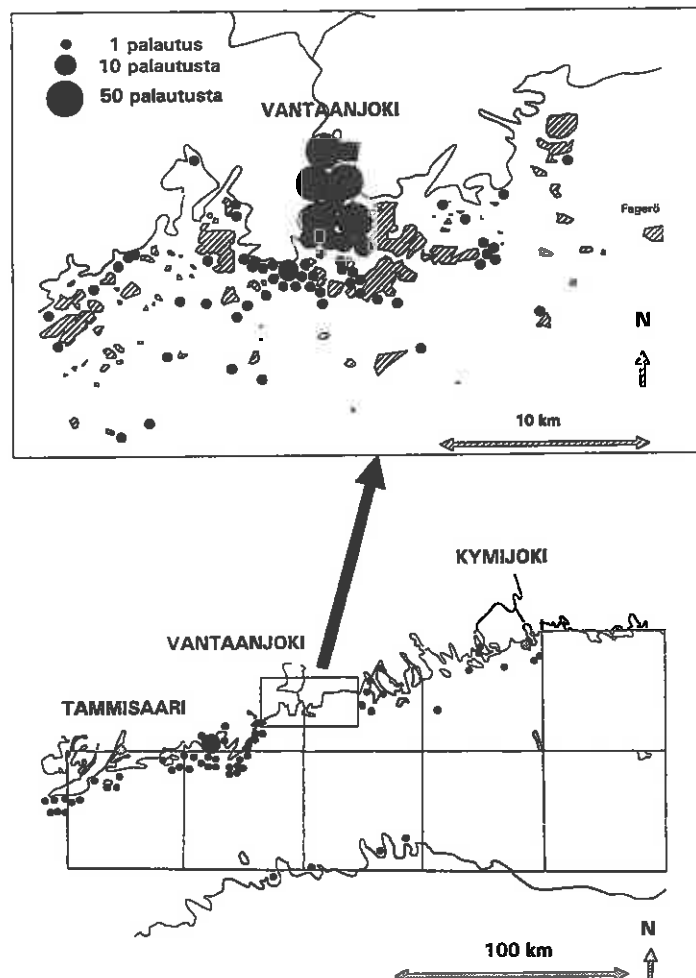 1 palautus
10 palautusta
50 palautusta
VANTAANJOKI
Fagerö
N
10 km
KYMIJOKI
VANTAANJOKI
TAMMISAARI
N
100 km